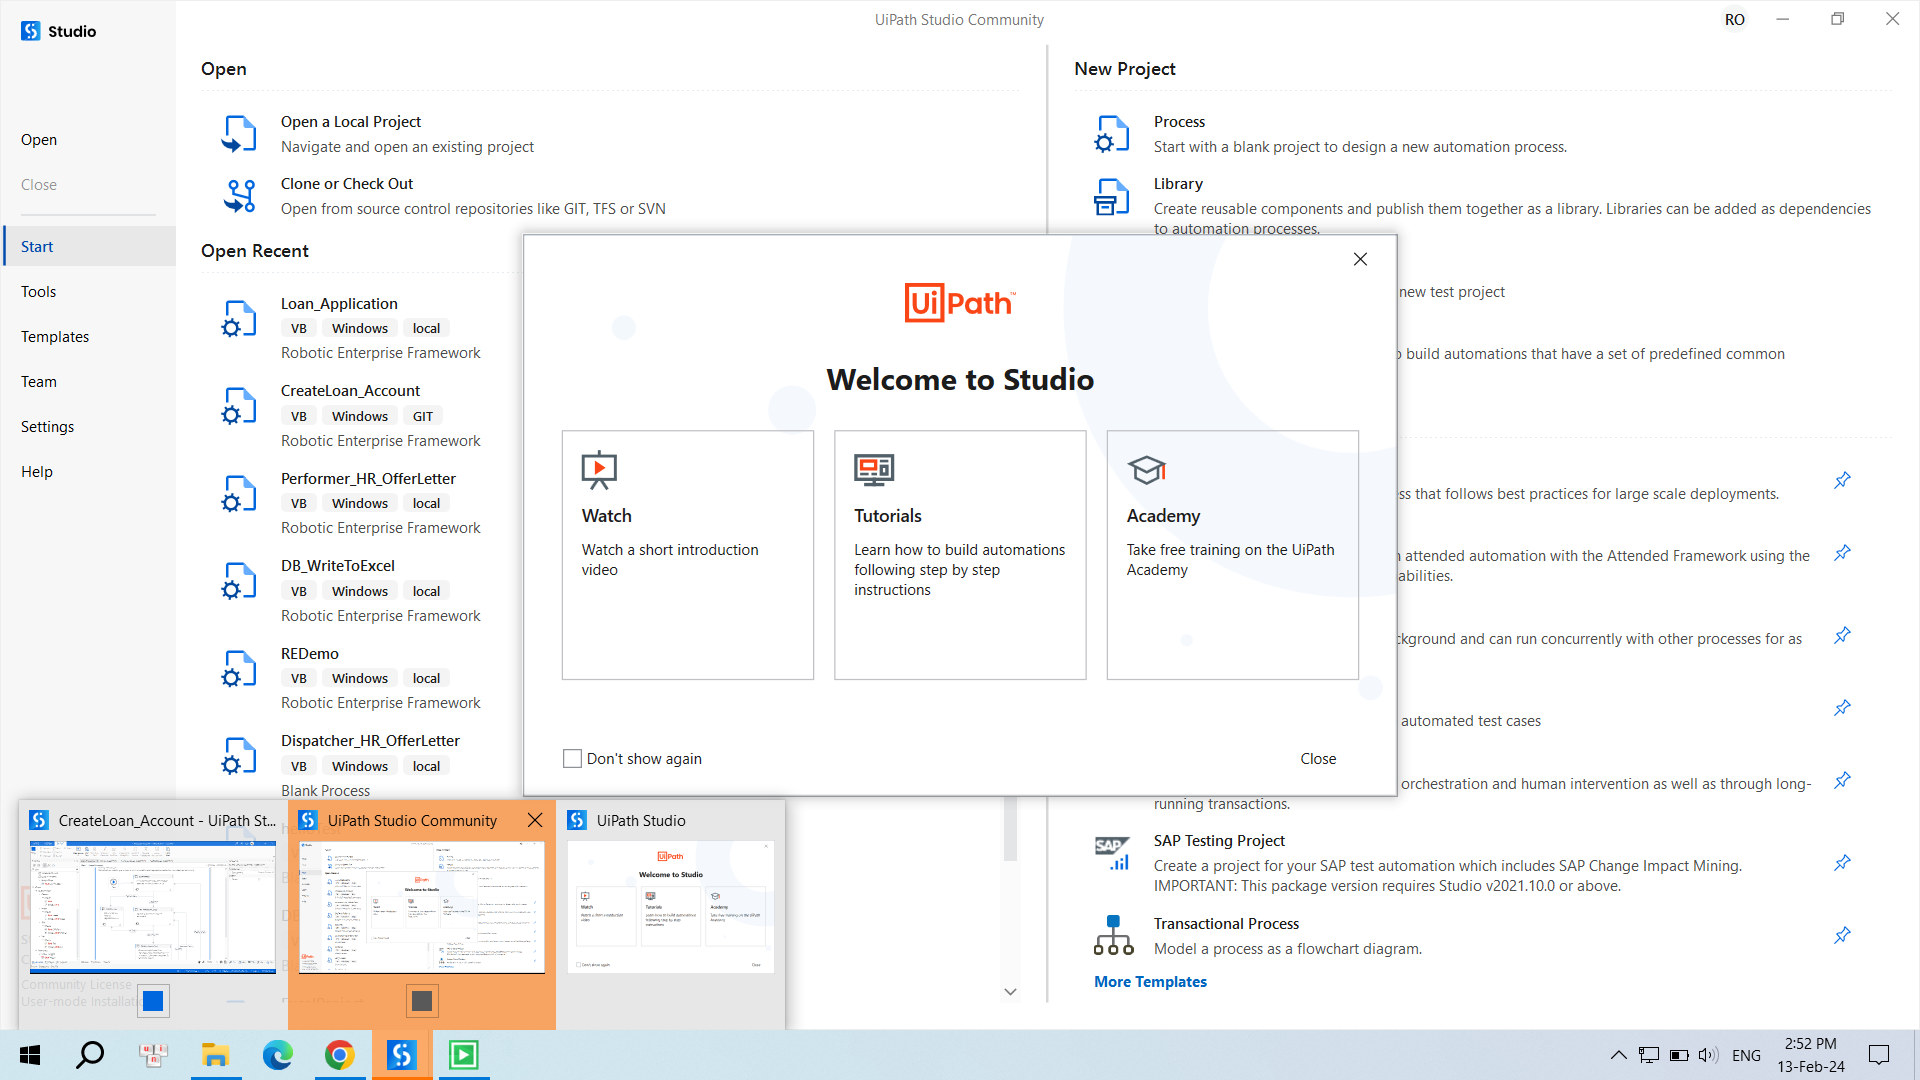 Studio
UiPath Studio Community
RO
Open
Close
Start
Tools
Templates
Team
Settings
Help
Open
Open a Local Project
Navigate and open an existing project
Clone or Check Out
Open from source control repositories like GIT, TFS or SVN
Open Recent
Loan_Application
VB Windows local
Robotic Enterprise Framework
CreateLoan_Account
VB Windows GIT
Robotic Enterprise Framework
Performer_HR_OfferLetter
VB Windows local
Robotic Enterprise Framework
DB_WriteToExcel
VB Windows local
Robotic Enterprise Framework
REDemo
VB Windows local
Robotic Enterprise Framework
Dispatcher_HR_OfferLetter
VB Windows local
Blank Process
New Project
Process
Start with a blank project to design a new automation process.
Library
Create reusable components and publish them together as a library. Libraries can be added as dependencies
to automation processes.
new test project
build automations that have a set of predefined common
that follows best practices for large scale deployments.
attended automation with the Attended Framework using the
abilities.
and can run concurrently with other processes for as
automated test cases
orchestration and human intervention as well as through long-
running transactions.
SAP
SAP Testing Project
Create a project for your SAP test automation which includes SAP Change Impact Mining.
IMPORTANT: This package version requires Studio v2021.10.0 or above.
Transactional Process
Model a process as a flowchart diagram.
More Templates
UiPath™
Welcome to Studio
Watch
Watch a short introduction
video
Tutorials
Learn how to build automations
following step by step
instructions
Academy
Take free training on the UiPath
Academy
Don't show again
Close
CreateLoan_Account - UiPath St...
UiPath Studio Community
UiPath Studio
UiPath
Welcome to Studio
Watch
Tutorials
Academy
Community License
User-mode Installati
ENG
2:52 PM
13-Feb-24